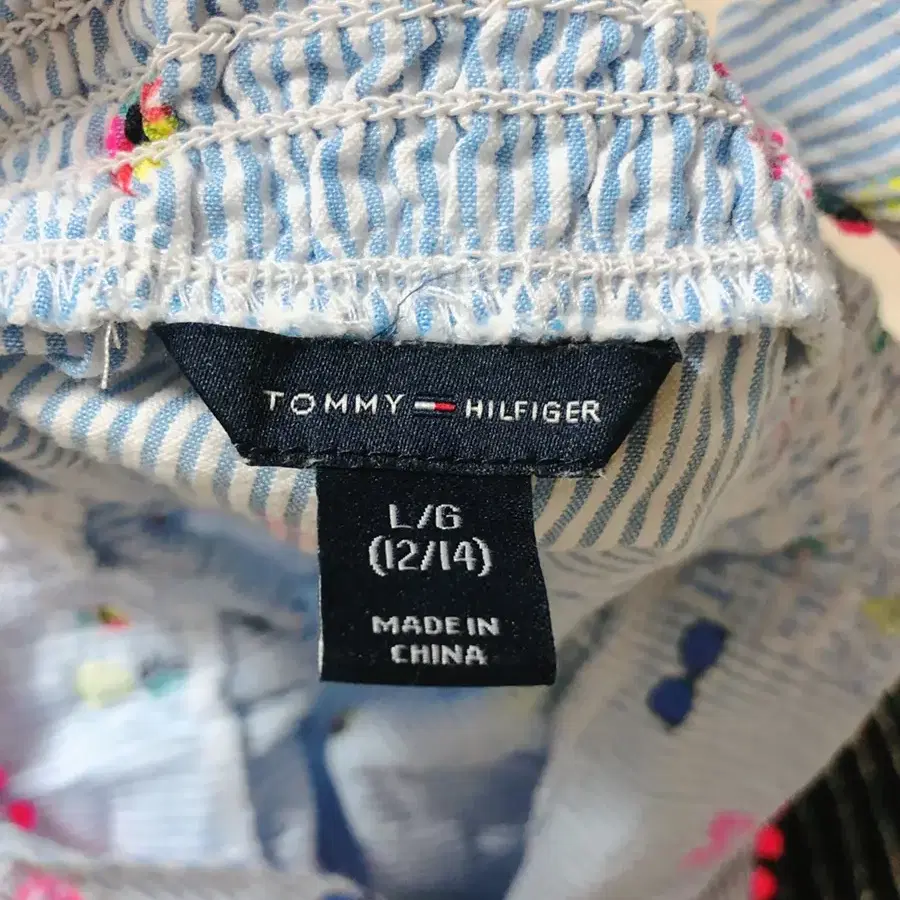 TOMMY HILFIGER
L/G
(12/14)
MADE IN
CHINA